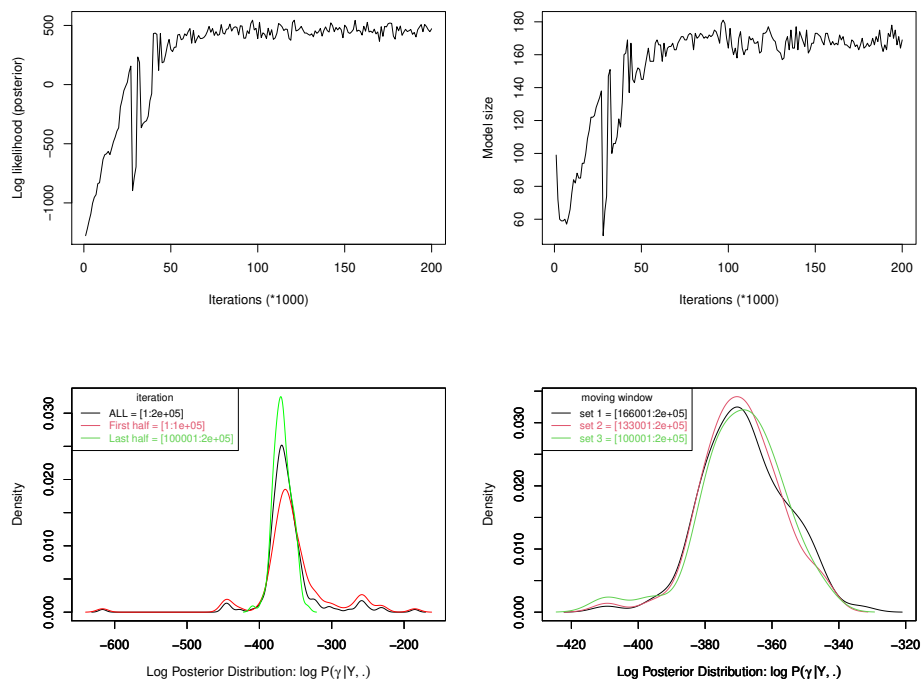 Log likelihood (posterior)
500
0
−500
−1000
0
50
100
150
200
Iterations (*1000)
Model size
180
160
140
120
100
80
60
0
50
100
150
200
Iterations (*1000)
iteration
ALL = [1:2e+05]
First half = [1:1e+05]
Last half = [100001:2e+05]
Density
0.030
0.020
0.010
0.000
−600
−500
−400
−300
−200
Log Posterior Distribution: log P(γ|Y, .)
moving window
set 1 = [166001:2e+05]
set 2 = [133001:2e+05]
set 3 = [100001:2e+05]
Density
0.030
0.020
0.010
0.000
−420
−400
−380
−360
−340
−320
Log Posterior Distribution: log P(γ|Y, .)